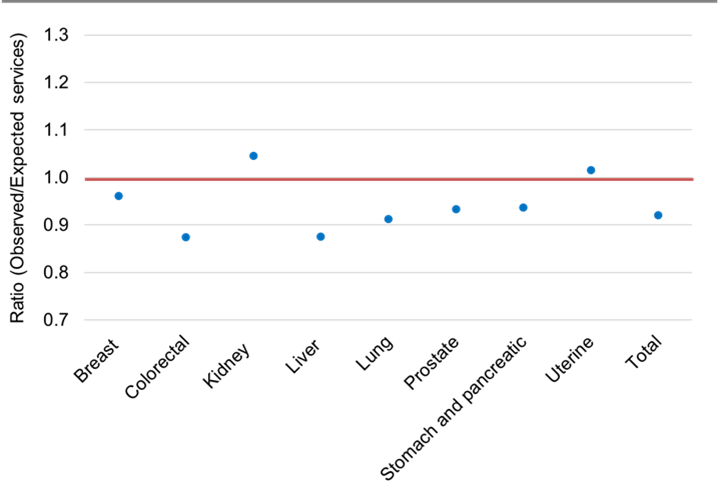 Ratio (Observed/Expected services)
1.3
1.2
1.1
1.0
0.9
0.8
0.7
Breast
Colorectal
Kidney
Liver
Lung
Prostate
Stomach and pancreatic
Uterine
Total